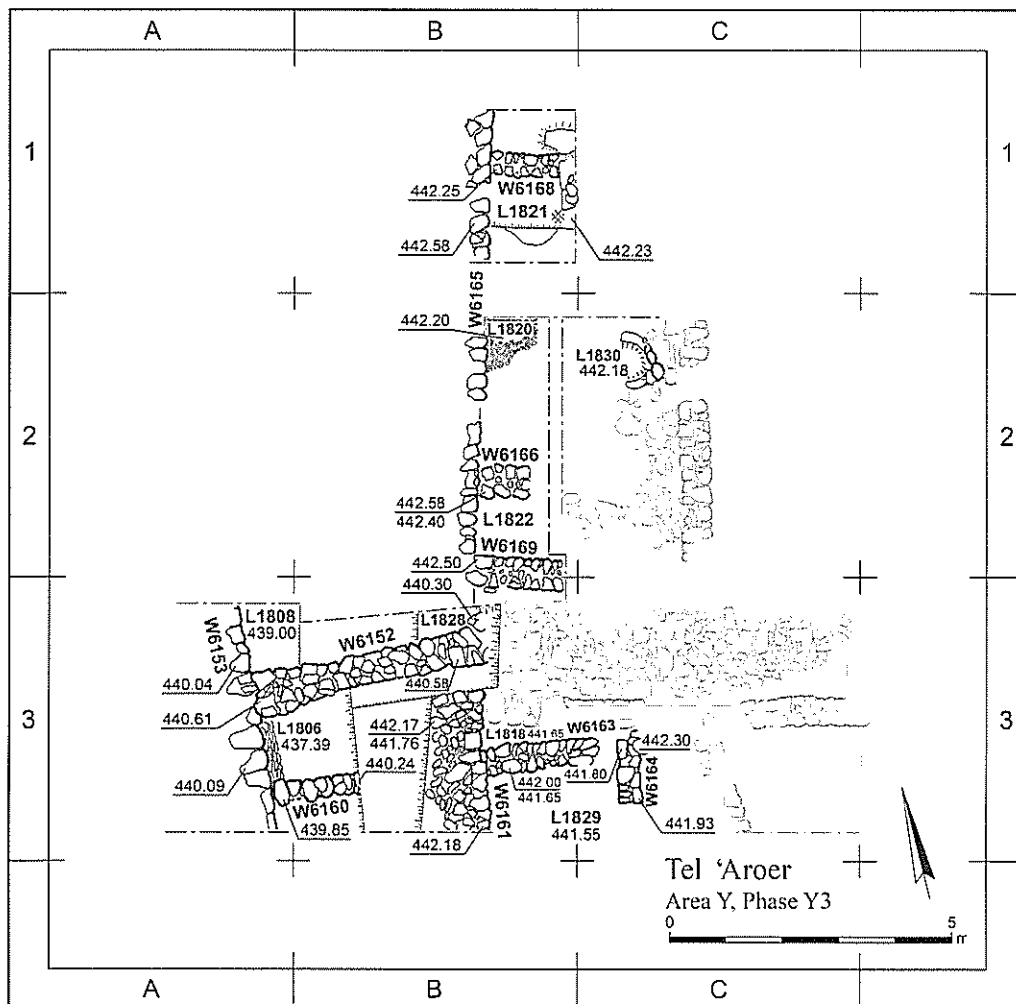 A B C
1 1
442.25
W6168
L1821
442.58
442.23
W6165
442.20
L1820
L1830
442.18
2 2
W6166
442.58
442.40
L1822
W6169
442.50
440.30
L1808
439.00
L1828
W6153
W6152
440.04
440.58
440.61
3 3
L1806
437.39
442.17
441.76
L1818 441.65
W6163
442.30
440.09
440.24
441.80
W6164
W6160
442.00
441.65
439.85
W6161
L1829
441.55
441.93
442.18
Tel ‘Aroer
Area Y, Phase Y3
0 5
m
A B C